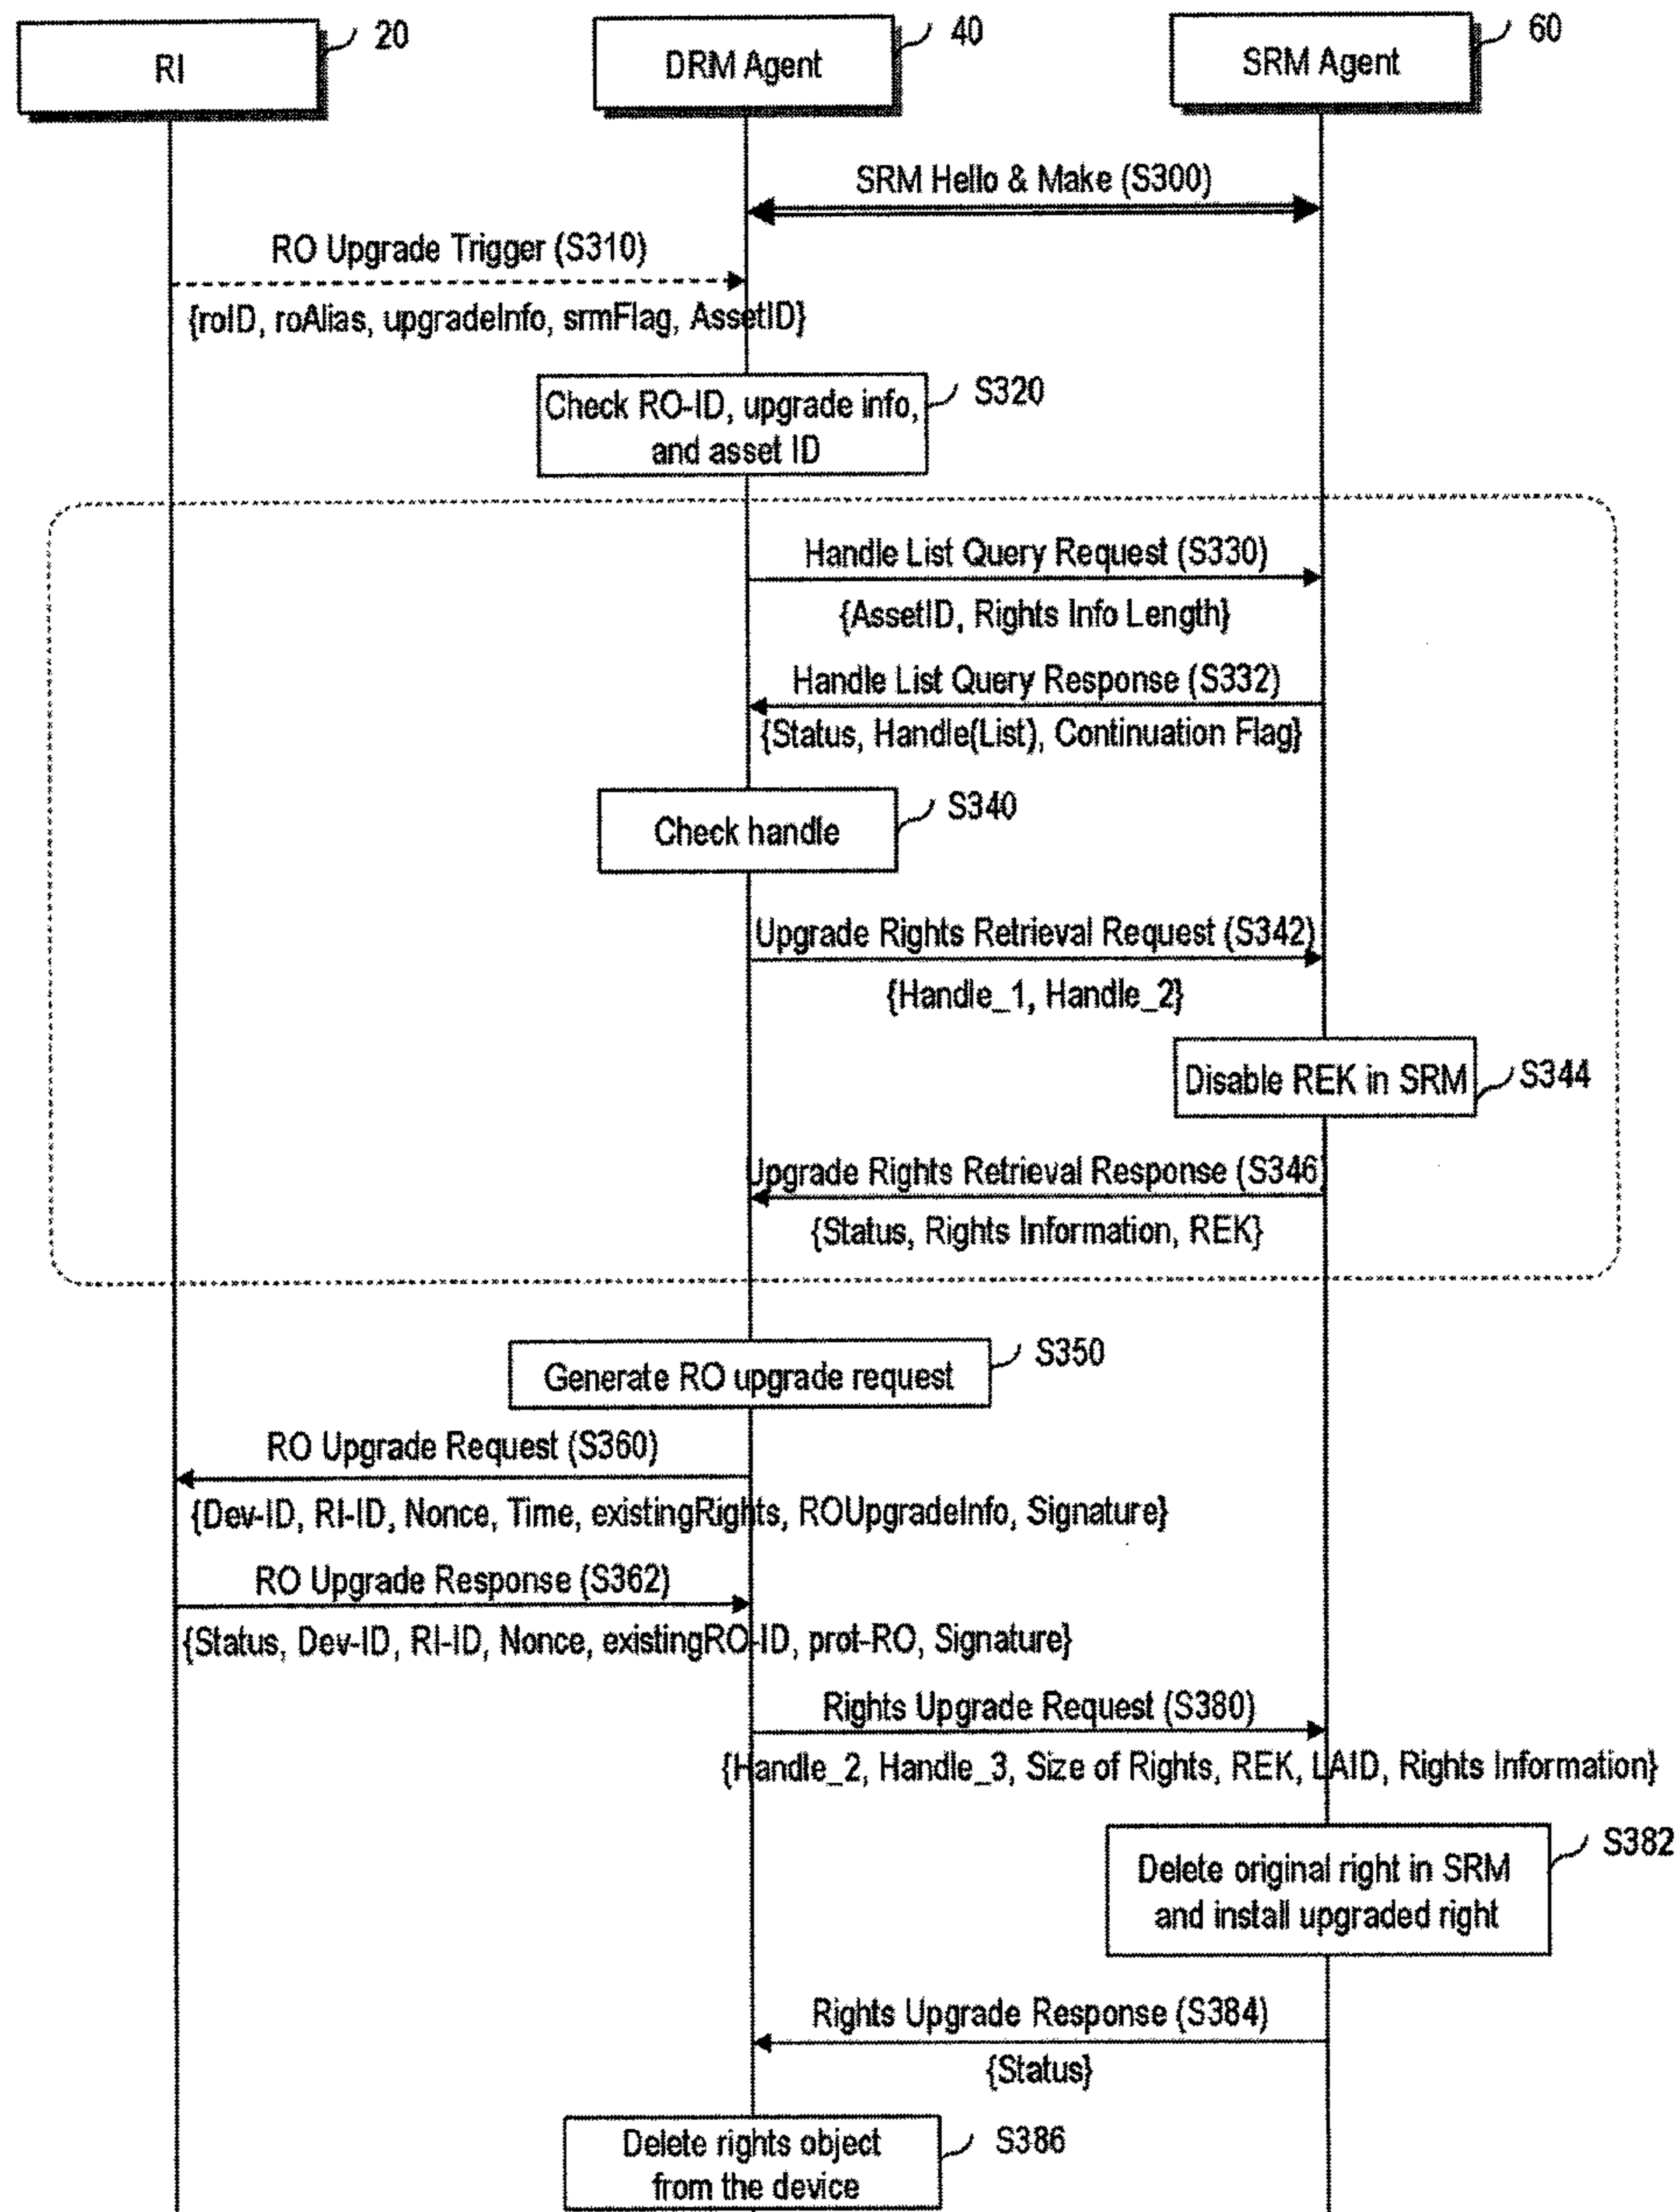 RI
20
DRM Agent
40
SRM Agent
60
SRM Hello & Make (S300)
RO Upgrade Trigger (S310)
{roID, roAlias, upgradeInfo, srmFlag, AssetID}
Check RO-ID, upgrade info,
and asset ID
S320
Handle List Query Request (S330)
{AssetID, Rights Info Length}
Handle List Query Response (S332)
{Status, Handle(List), Continuation Flag}
Check handle
S340
Upgrade Rights Retrieval Request (S342)
{Handle_1, Handle_2}
Disable REK in SRM
S344
Upgrade Rights Retrieval Response (S346)
{Status, Rights Information, REK}
Generate RO upgrade request
S350
RO Upgrade Request (S360)
{Dev-ID, RI-ID, Nonce, Time, existingRights, ROUpgradeInfo, Signature}
RO Upgrade Response (S362)
{Status, Dev-ID, RI-ID, Nonce, existingRO-ID, prot-RO, Signature}
Rights Upgrade Request (S380)
{Handle_2, Handle_3, Size of Rights, REK, LAID, Rights Information}
Delete original right in SRM
and install upgraded right
S382
Rights Upgrade Response (S384)
{Status}
Delete rights object
from the device
S386